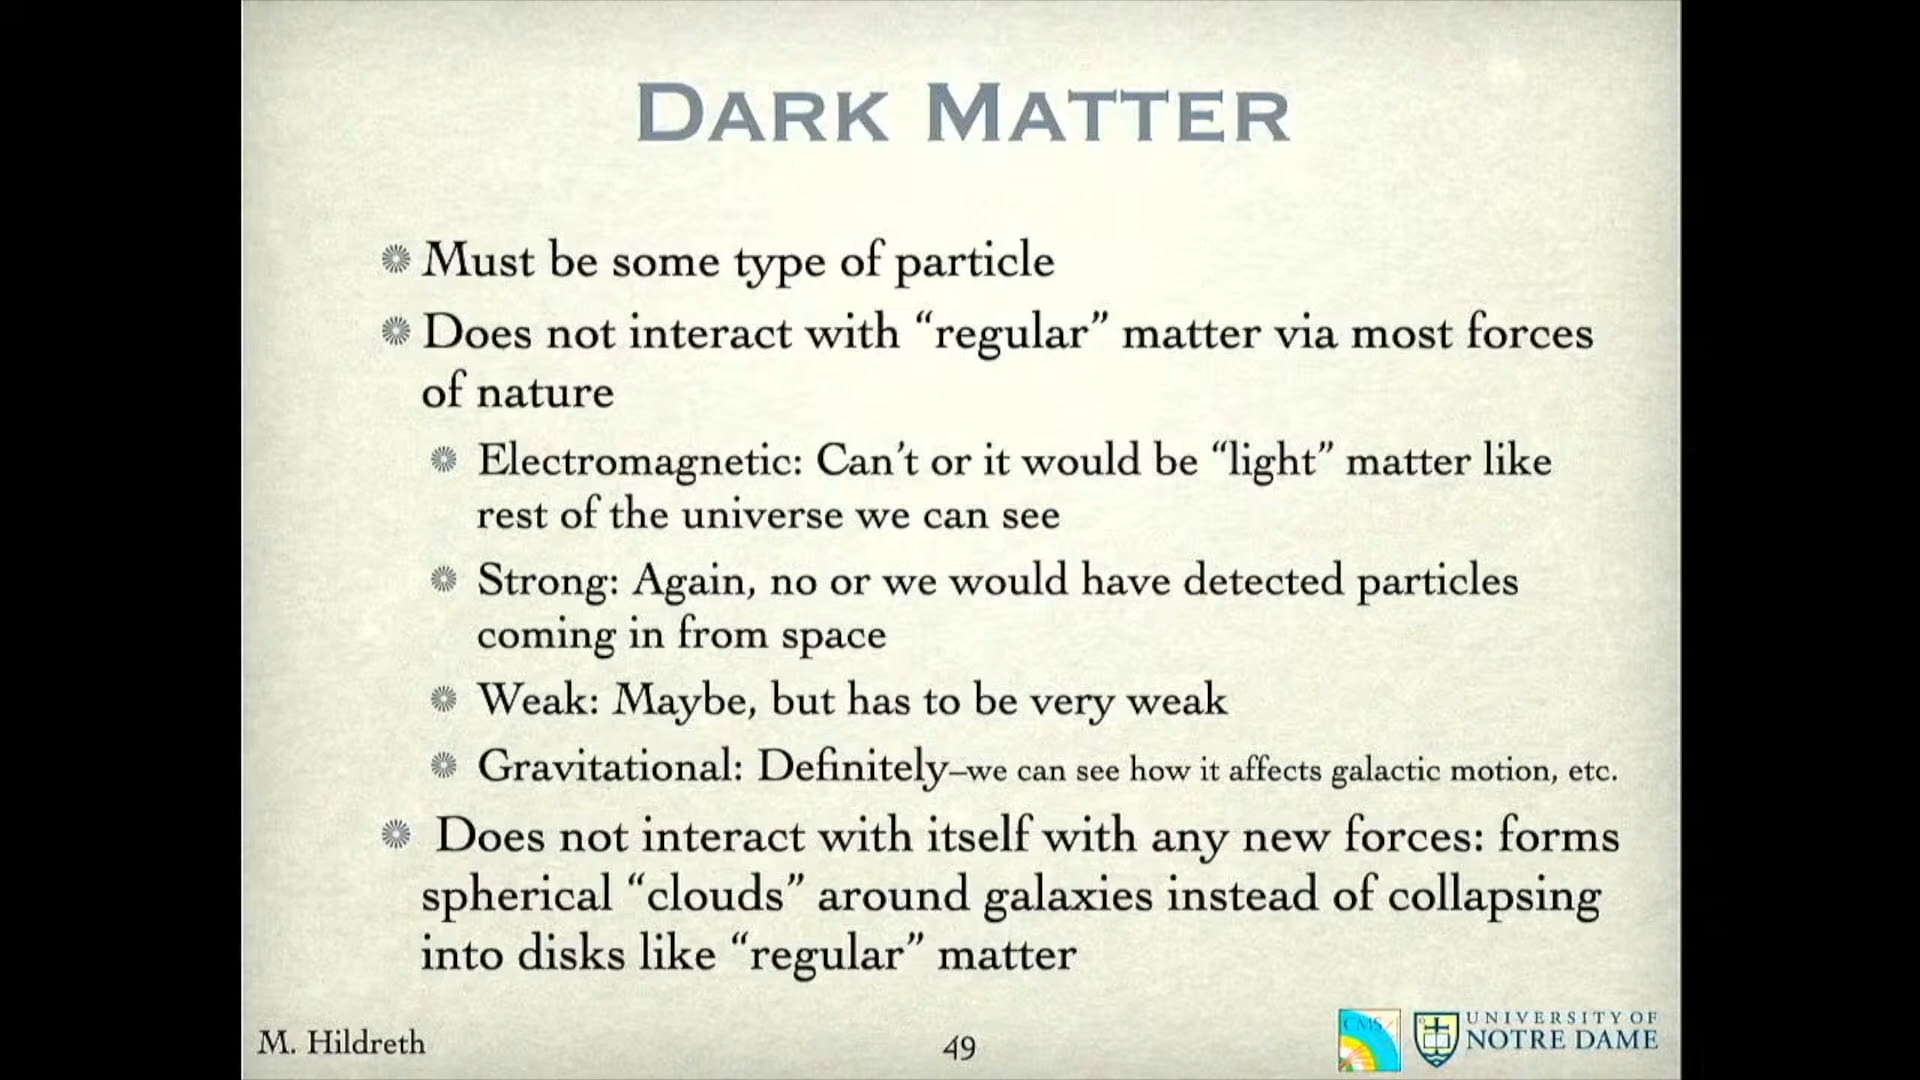 DARK MATTER
Must be some type of particle
Does not interact with “regular” matter via most forces
of nature
Electromagnetic: Can’t or it would be “light” matter like
rest of the universe we can see
Strong: Again, no or we would have detected particles
coming in from space
Weak: Maybe, but has to be very weak
Gravitational: Definitely–we can see how it affects galactic motion, etc.
Does not interact with itself with any new forces: forms
spherical “clouds” around galaxies instead of collapsing
into disks like “regular” matter
M. Hildreth
49
CMS
UNIVERSITY OF
NOTRE DAME